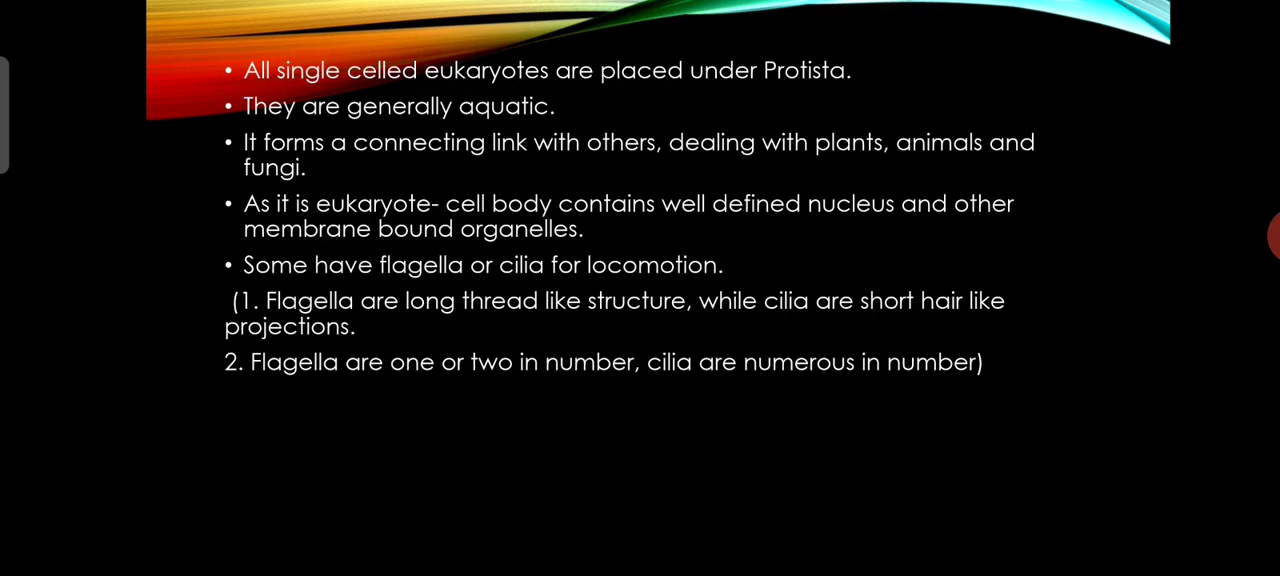 • All single celled eukaryotes are placed under Protista.
• They are generally aquatic.
• It forms a connecting link with others, dealing with plants, animals and
fungi.
• As it is eukaryote- cell body contains well defined nucleus and other
membrane bound organelles.
• Some have flagella or cilia for locomotion.
(1. Flagella are long thread like structure, while cilia are short hair like
projections.
2. Flagella are one or two in number, cilia are numerous in number)